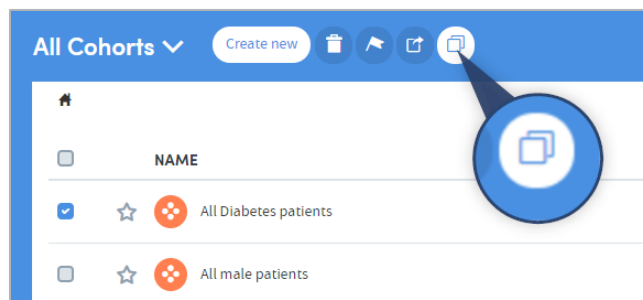 All Cohorts
Create new
NAME
All Diabetes patients
All male patients